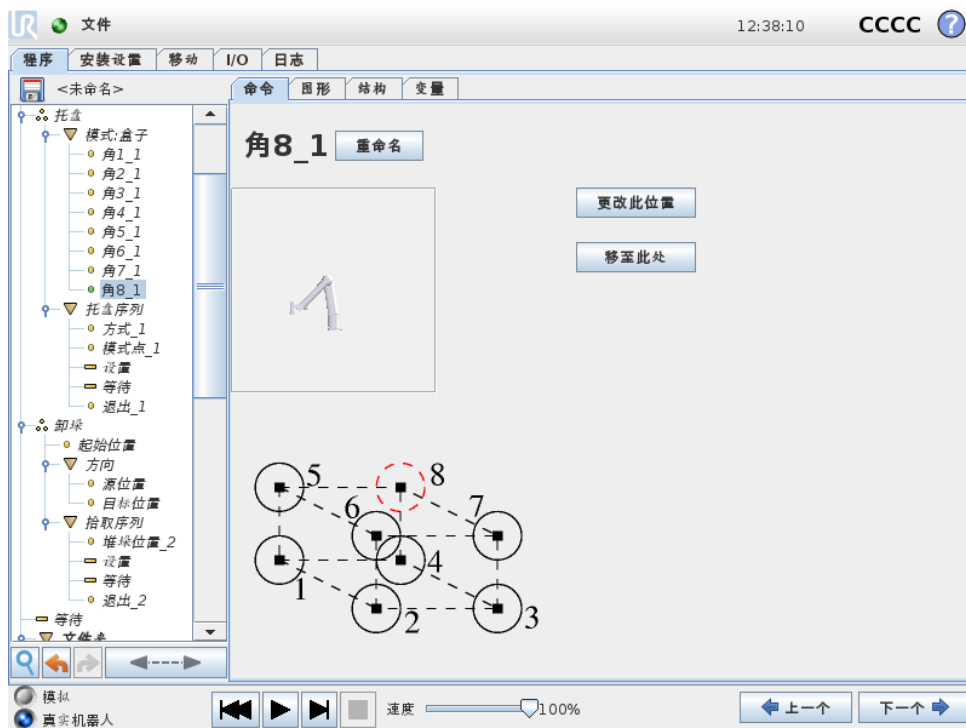 UR 文件 12:38:10 CCCC ?
程序 安装设置 移动 I/O 日志
<未命名> 命令 图形 结构 变量
托盘
模式:盒子
角1_1
角2_1
角3_1
角4_1
角5_1
角6_1
角7_1
角8_1
托盘序列
方式_1
模式点_1
设置
等待
退出_1
卸垛
起始位置
方向
源位置
目标位置
拾取序列
堆垛位置_2
设置
等待
退出_2
等待
文件夹
角8_1 重命名
更改此位置
移至此处
5 8
6 7
1 4
2 3
模拟
真实机器人
速度 100%
上一个 下一个